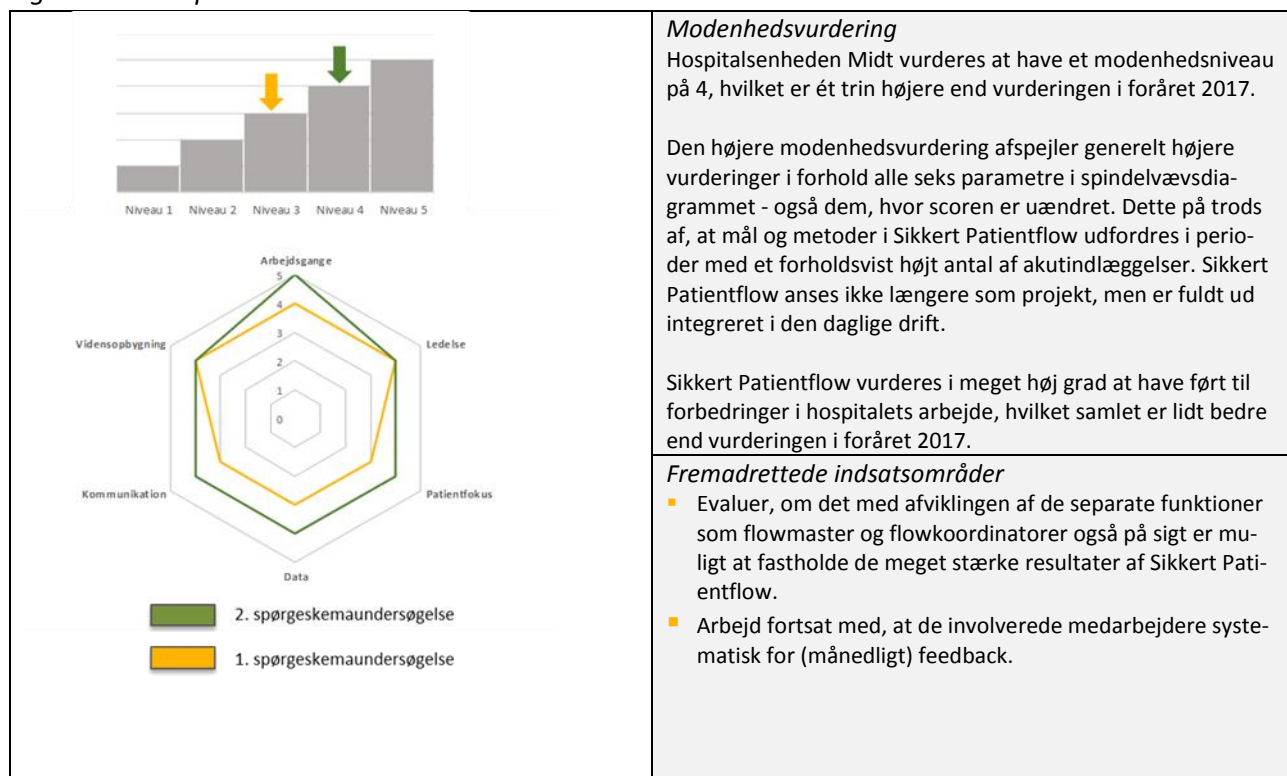 Niveau 1 Niveau 2 Niveau 3 Niveau 4 Niveau 5
Arbejdsgange
5
4
3
2
1
0
Vidensopbygning
Ledelse
Kommunikation
Patientfokus
Data
2. spørgeskemaundersøgelse
1. spørgeskemaundersøgelse
Modenhedsvurdering
Hospitalsenheden Midt vurderes at have et modenhedsniveau
på 4, hvilket er ét trin højere end vurderingen i foråret 2017.
Den højere modenhedsvurdering afspejler generelt højere
vurderinger i forhold alle seks parametre i spindelvævsdia-
grammet - også dem, hvor scoren er uændret. Dette på trods
af, at mål og metoder i Sikkert Patientflow udfordres i perio-
der med et forholdsvist højt antal af akutindlæggelser. Sikkert
Patientflow anses ikke længere som projekt, men er fuldt ud
integreret i den daglige drift.
Sikkert Patientflow vurderes i meget høj grad at have ført til
forbedringer i hospitalets arbejde, hvilket samlet er lidt bedre
end vurderingen i foråret 2017.
Fremadrettede indsatsområder
▪ Evaluer, om det med afviklingen af de separate funktioner
som flowmaster og flowkoordinatorer også på sigt er mu-
ligt at fastholde de meget stærke resultater af Sikkert Pati-
entflow.
▪ Arbejd fortsat med, at de involverede medarbejdere syste-
matisk for (månedligt) feedback.